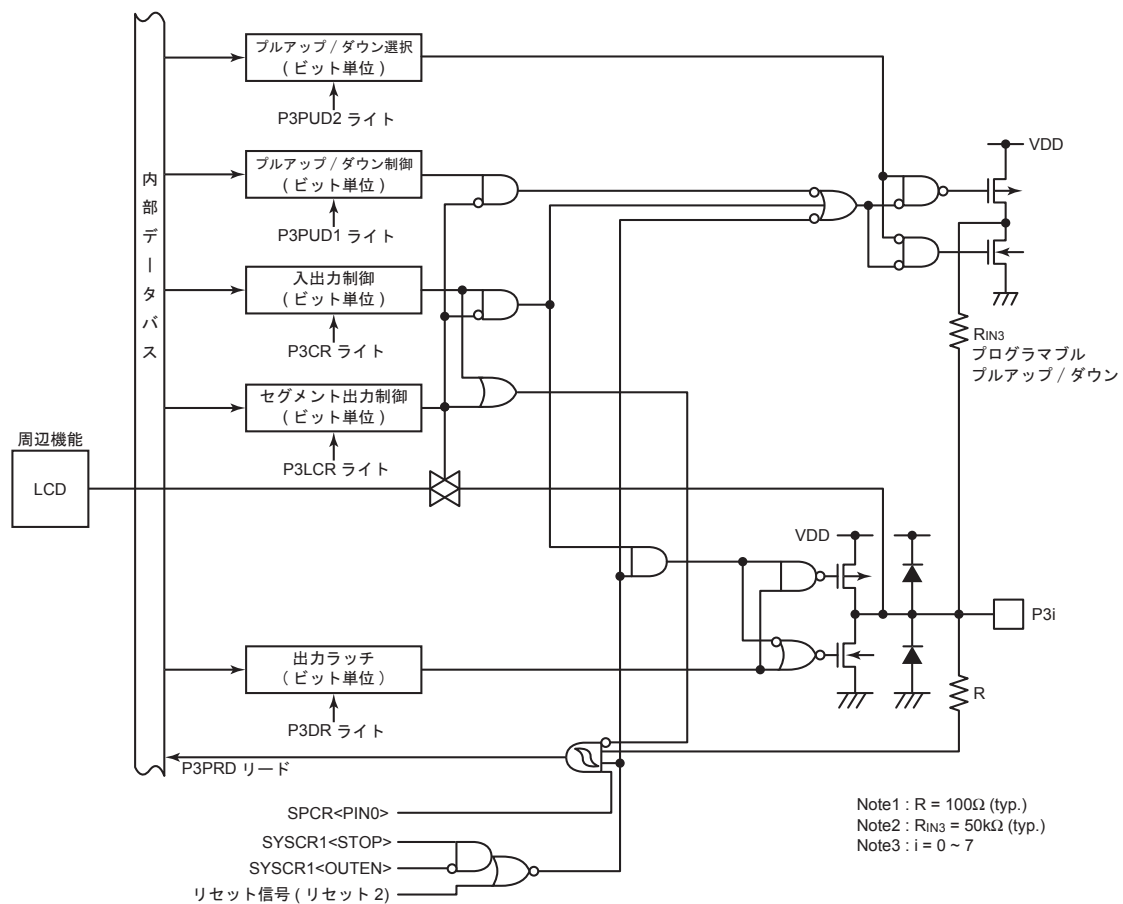 プルアップ / ダウン選択
( ビット単位 )
P3PUD2 ライト
プルアップ / ダウン制御
( ビット単位 )
P3PUD1 ライト
内部データバス
入出力制御
( ビット単位 )
P3CR ライト
セグメント出力制御
( ビット単位 )
P3LCR ライト
周辺機能
LCD
VDD
RIN3
プログラマブル
プルアップ / ダウン
VDD
P3i
出力ラッチ
( ビット単位 )
P3DR ライト
R
P3PRD リード
SPCR<PIN0>
SYSCR1<STOP>
SYSCR1<OUTEN>
リセット信号 ( リセット 2)
Note1 : R = 100Ω (typ.)
Note2 : RIN3 = 50kΩ (typ.)
Note3 : i = 0 ~ 7